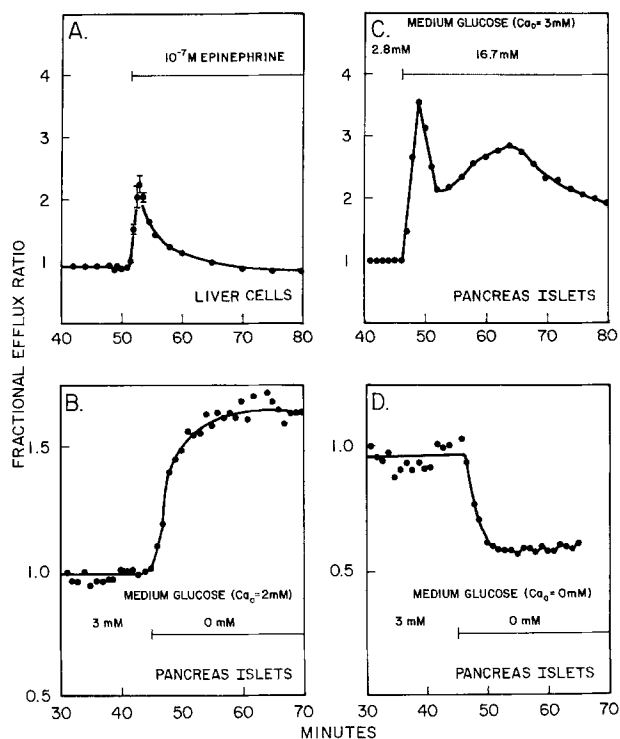 FRACTIONAL EFFLUX RATIO
A.
10⁻⁷M EPINEPHRINE
4
3
2
1
LIVER CELLS
40 50 60 70 80
C.
MEDIUM GLUCOSE (Ca₀= 3mM)
2.8mM
16.7mM
4
3
2
1
PANCREAS ISLETS
40 50 60 70 80
B.
1.5
1.0
0.5
MEDIUM GLUCOSE (Ca₀=2mM)
3 mM
0 mM
PANCREAS ISLETS
30 40 50 60 70
D.
1.0
0.5
MEDIUM GLUCOSE (Ca₀=0mM)
3 mM
0 mM
PANCREAS ISLETS
30 40 50 60 70
MINUTES